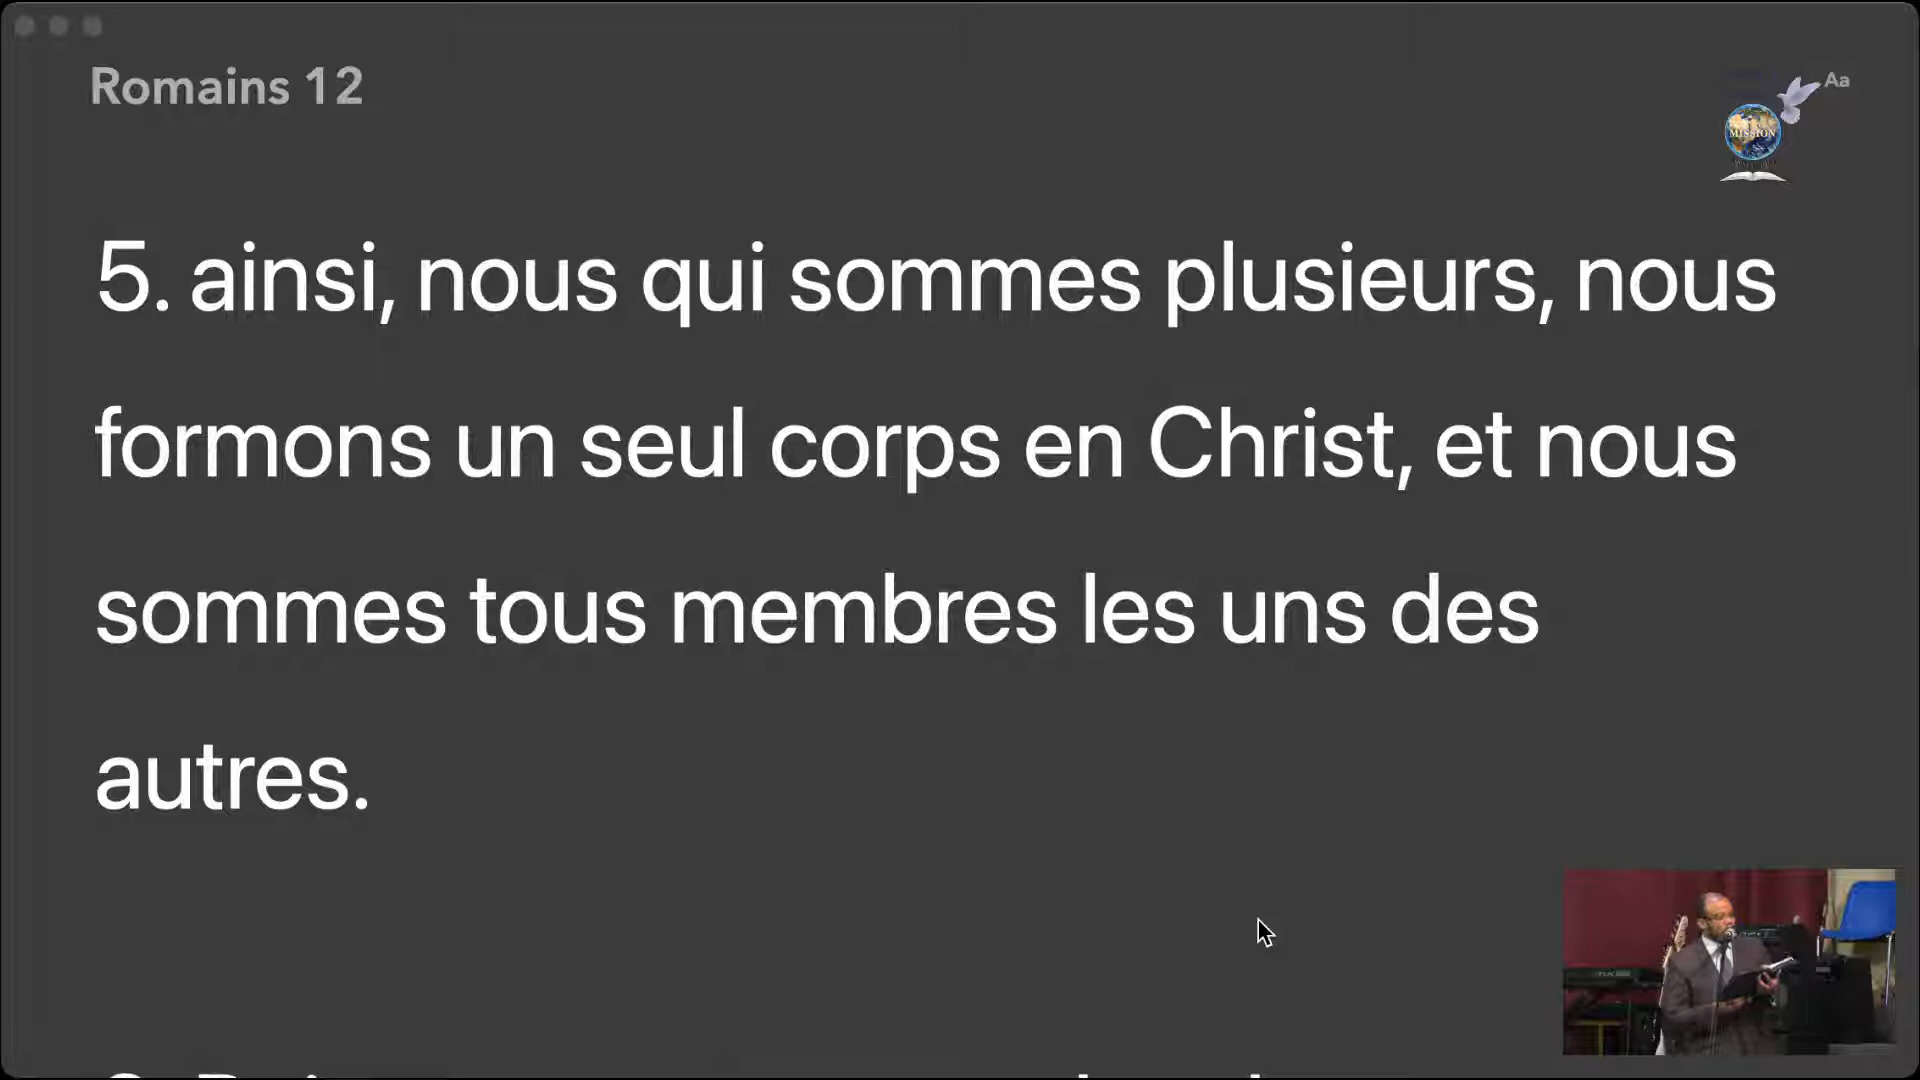 Romains 12
Aa
MISSION
5. ainsi, nous qui sommes plusieurs, nous
formons un seul corps en Christ, et nous
sommes tous membres les uns des
autres.